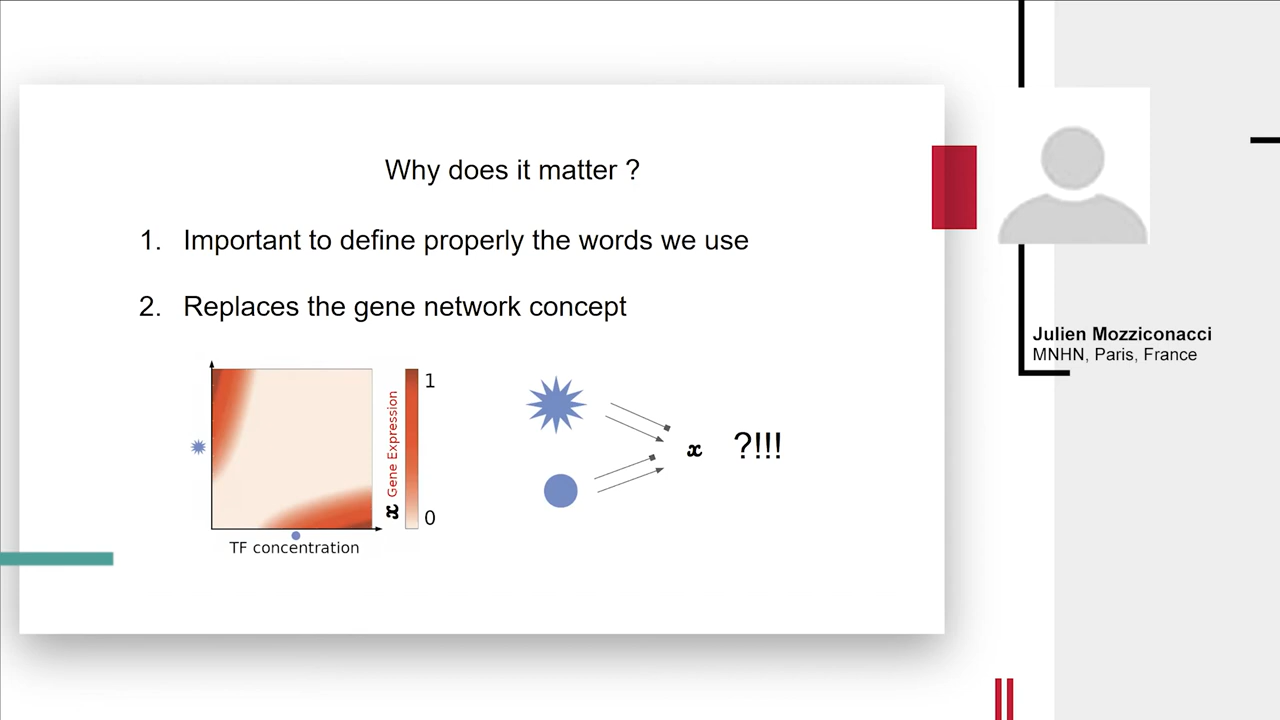 Why does it matter ?
1. Important to define properly the words we use
2. Replaces the gene network concept
1
x Gene Expression
0
TF concentration
x ?!!!
Julien Mozziconacci
MNHN, Paris, France